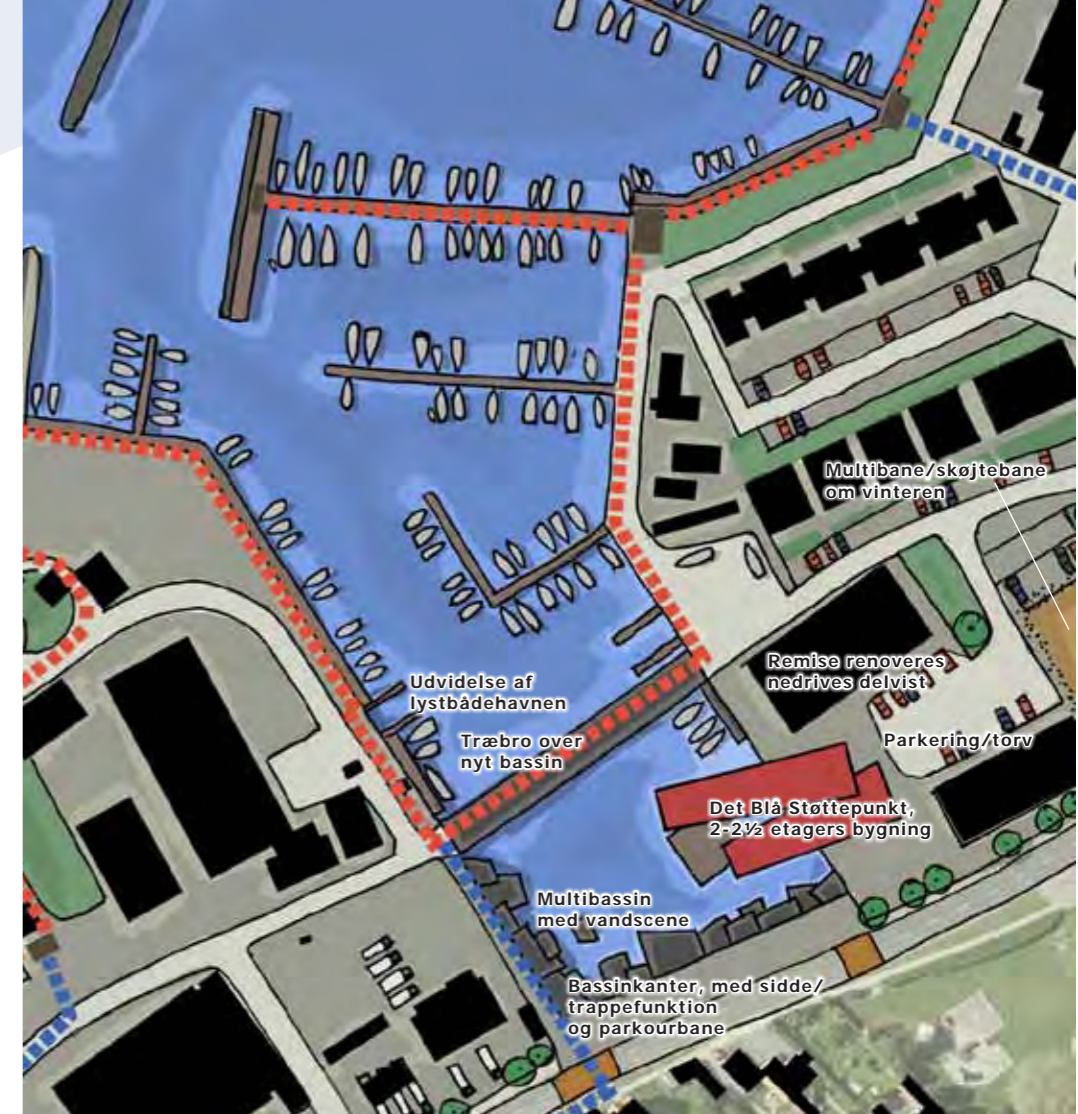 Multibane/skøjtebane
om vinteren
Remise renoveres
nedrives delvist
Udvidelse af
lystbådehavnen
Træbro over
nyt bassin
Parkering/torv
Det Blå Støttepunkt,
2-2½ etagers bygning
Multibassin
med vandscene
Bassinkanter, med sidde/
trappefunktion
og parkourbane